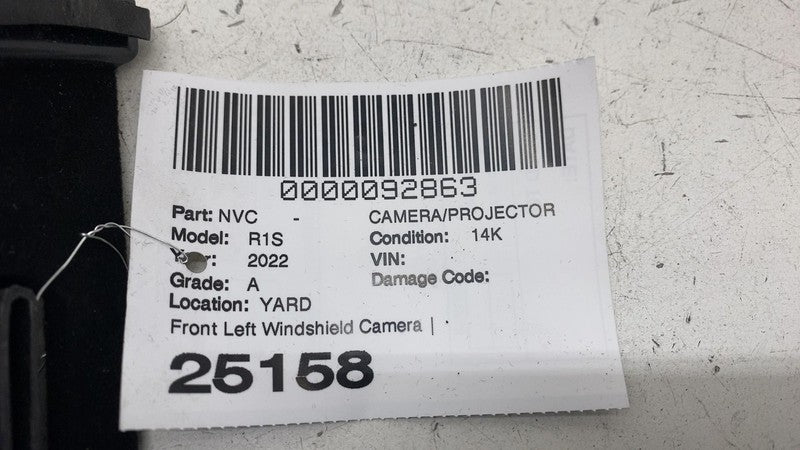 0000092863
Part: NVC - CAMERA/PROJECTOR
Model: R1S Condition: 14K
2022 VIN:
Grade: A Damage Code:
Location: YARD
Front Left Windshield Camera |
25158